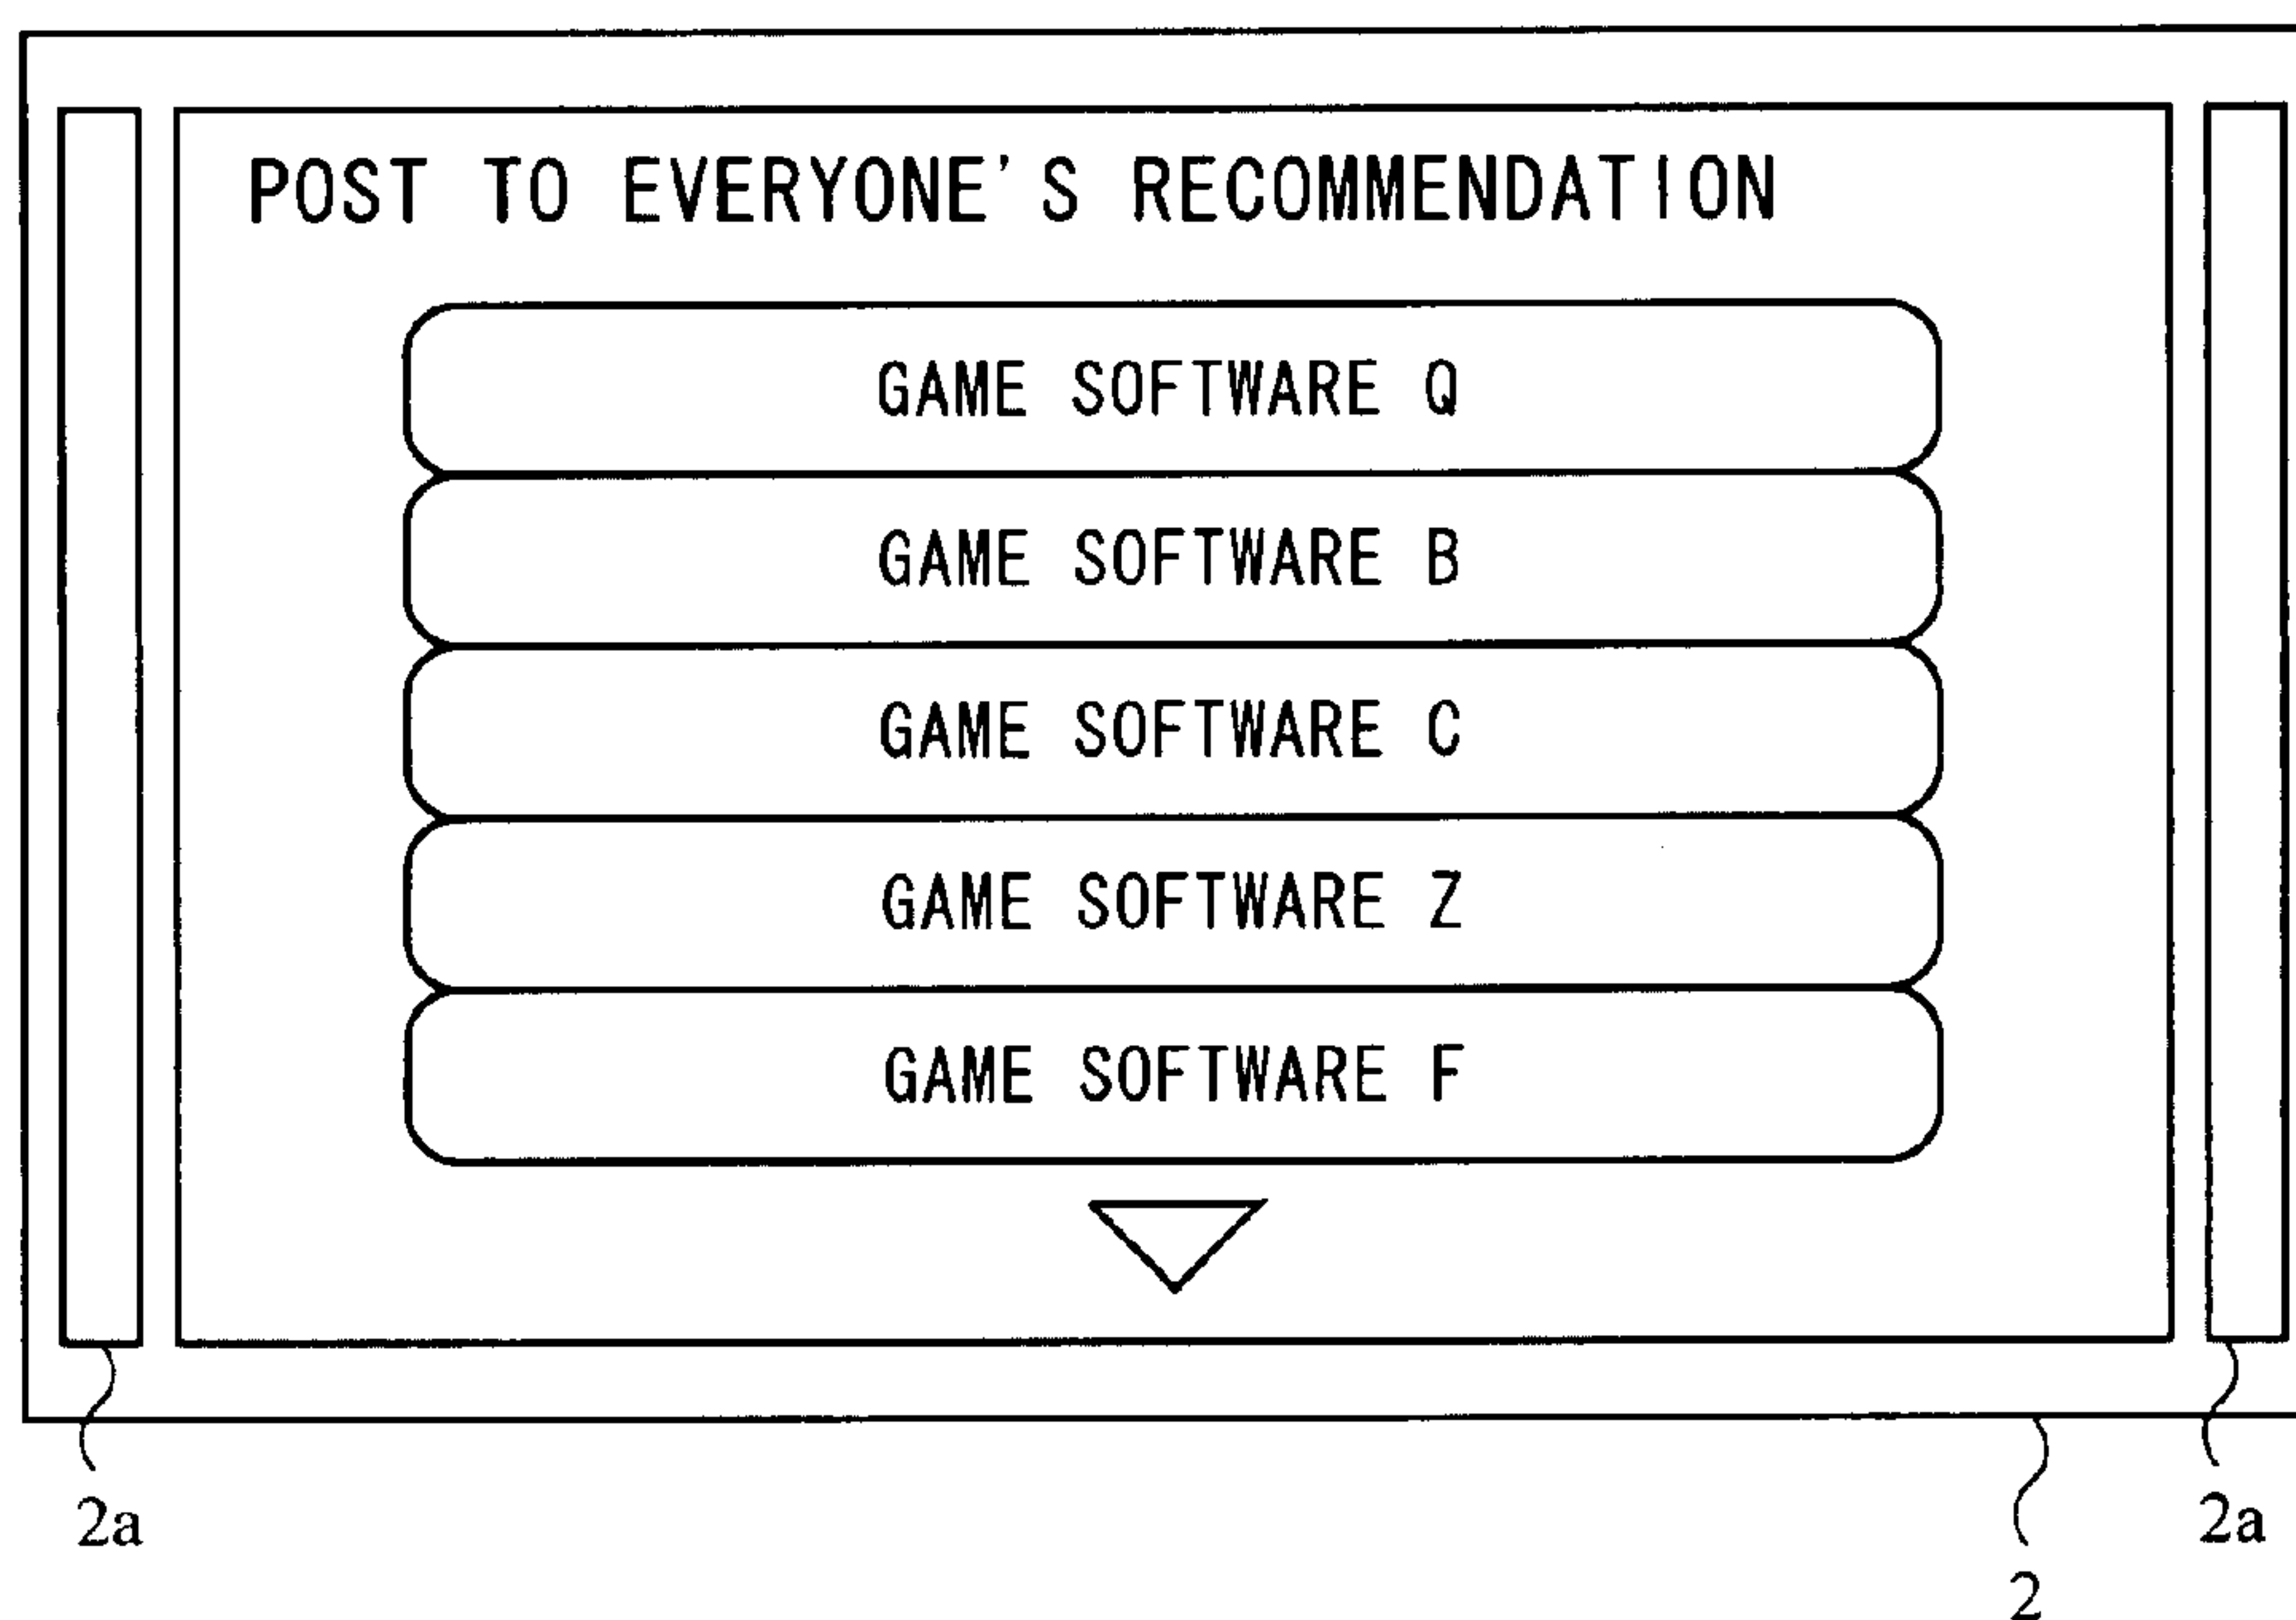 POST TO EVERYONE'S RECOMMENDATION
GAME SOFTWARE Q
GAME SOFTWARE B
GAME SOFTWARE C
GAME SOFTWARE Z
GAME SOFTWARE F
2a
2a
2